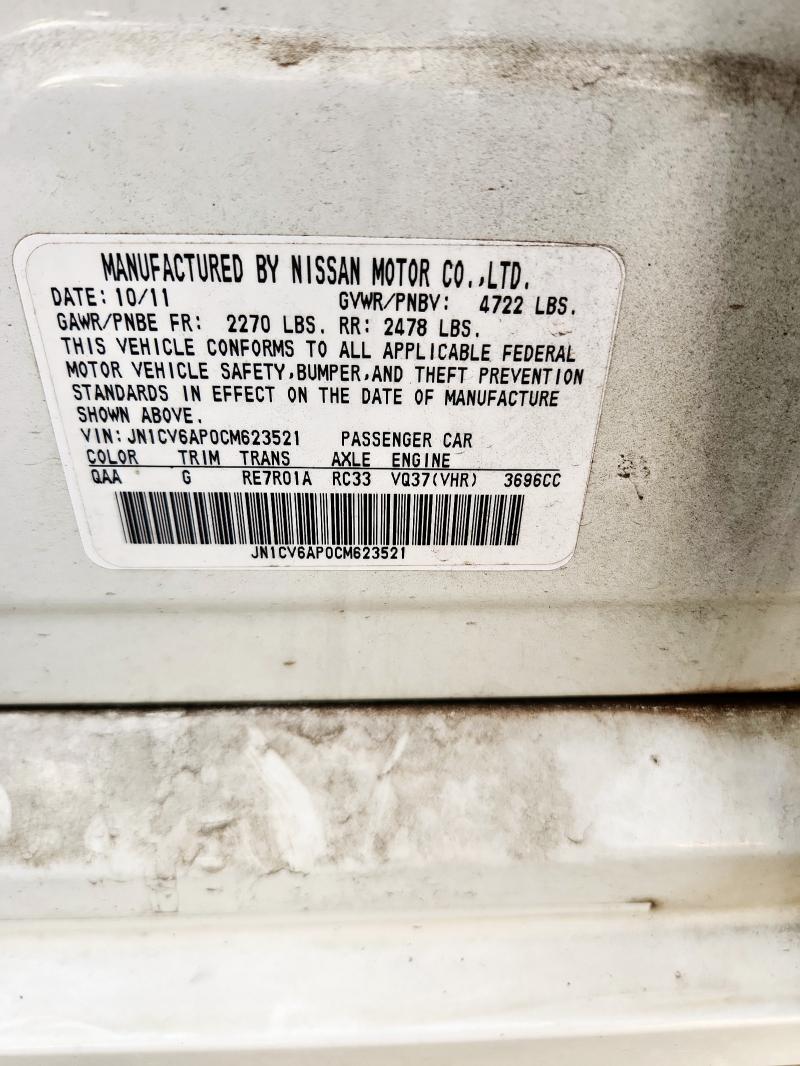 MANUFACTURED BY NISSAN MOTOR CO.,LTD.
DATE: 10/11 GVWR/PNBV: 4722 LBS.
GAWR/PNBE FR: 2270 LBS. RR: 2478 LBS.
THIS VEHICLE CONFORMS TO ALL APPLICABLE FEDERAL
MOTOR VEHICLE SAFETY,BUMPER,AND THEFT PREVENTION
STANDARDS IN EFFECT ON THE DATE OF MANUFACTURE
SHOWN ABOVE.
VIN: JN1CV6AP0CM623521 PASSENGER CAR
COLOR TRIM TRANS AXLE ENGINE
QAA G RE7R01A RC33 VQ37(VHR) 3696CC
JN1CV6AP0CM623521